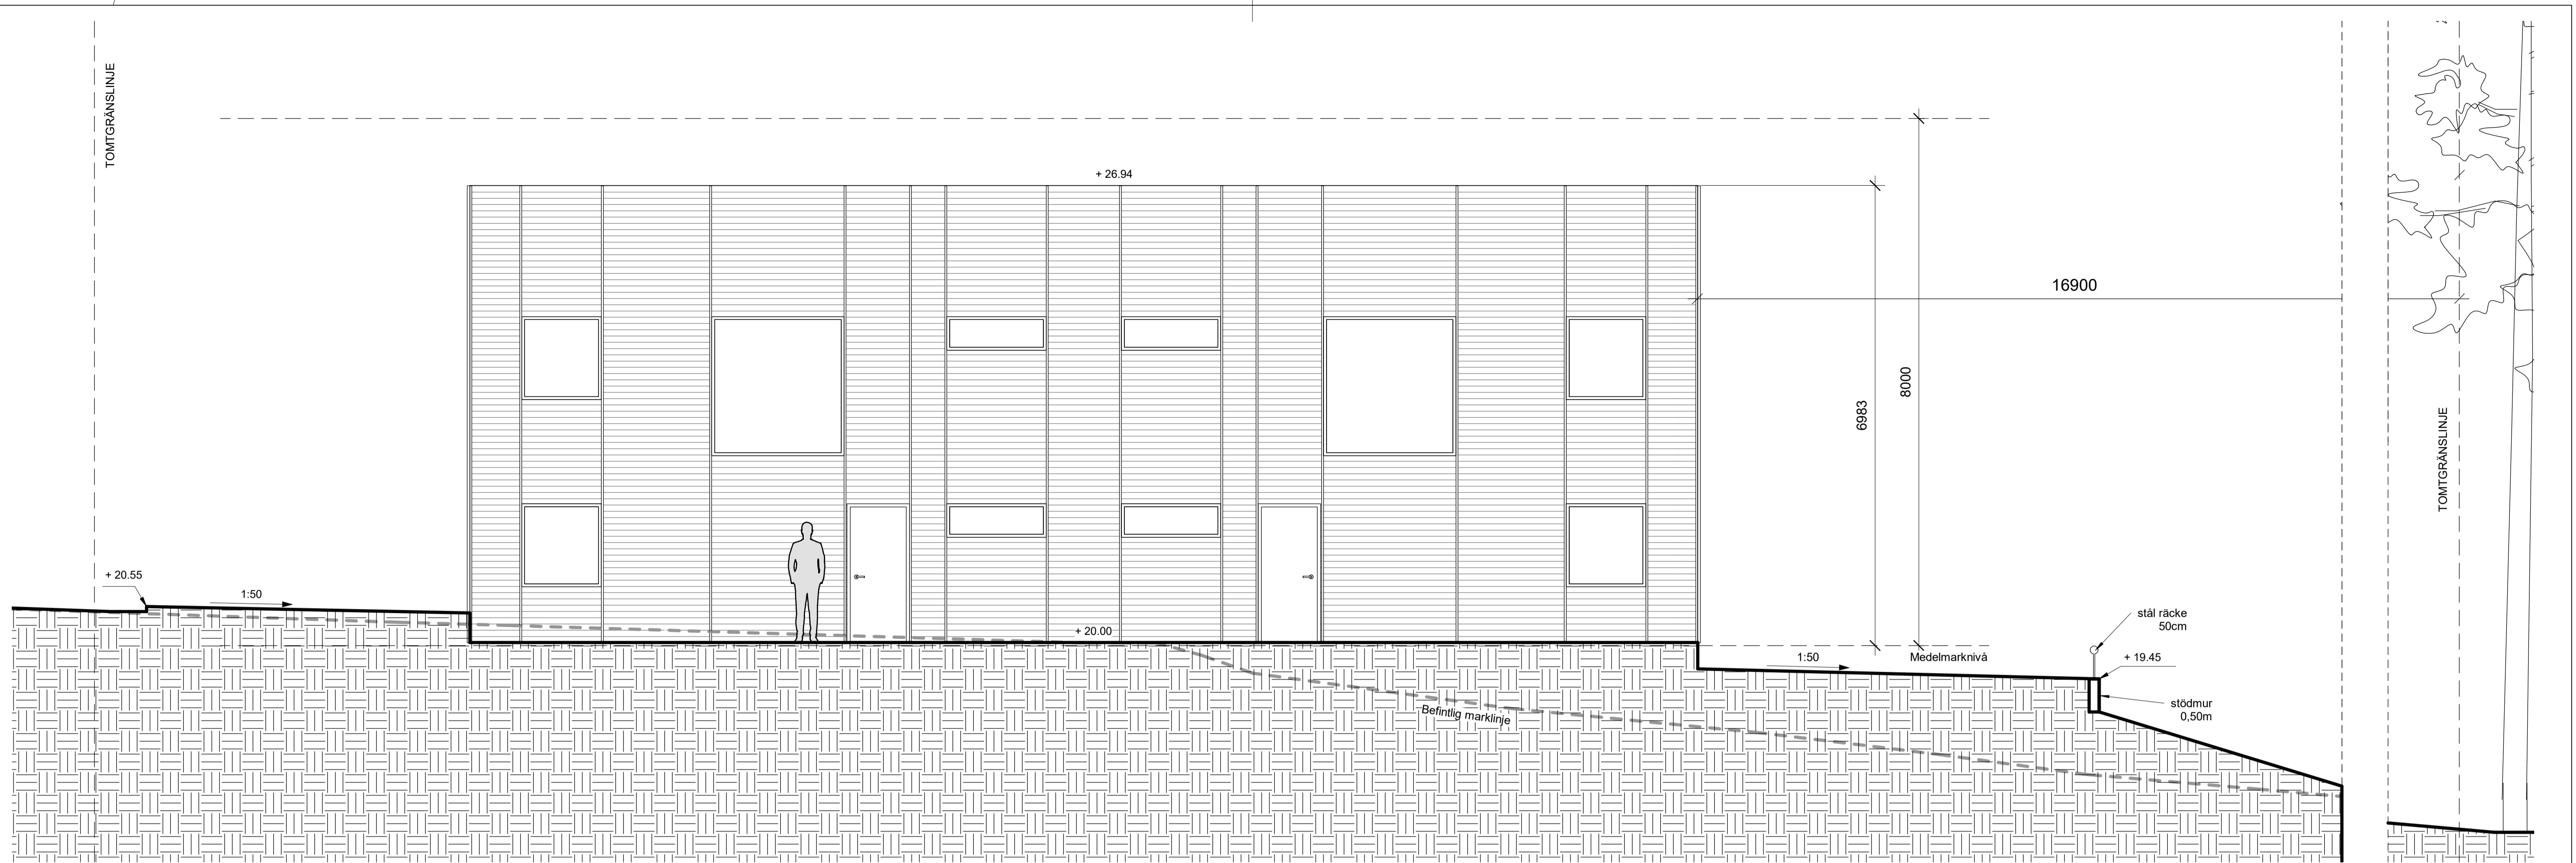 TOMTGRÄNSLINJE
+ 26.94
16900
8000
6983
TOMTGRÄNSLINJE
+ 20.55
1:50
+ 20.00
stål räcke
50cm
1:50
Medelmarknivå
+ 19.45
stödmur
0,50m
Befintlig marklinje